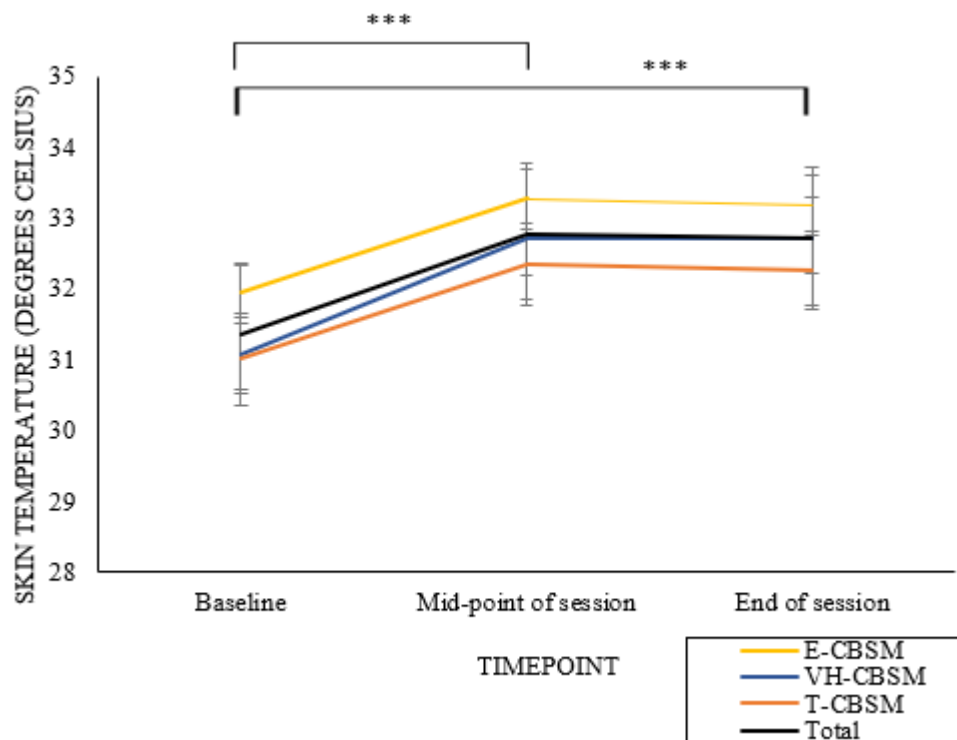 ***
***
SKIN TEMPERATURE (DEGREES CELSIUS)
35
34
33
32
31
30
29
28
Baseline
Mid-point of session
End of session
TIMEPOINT
E-CBSM
VH-CBSM
T-CBSM
Total